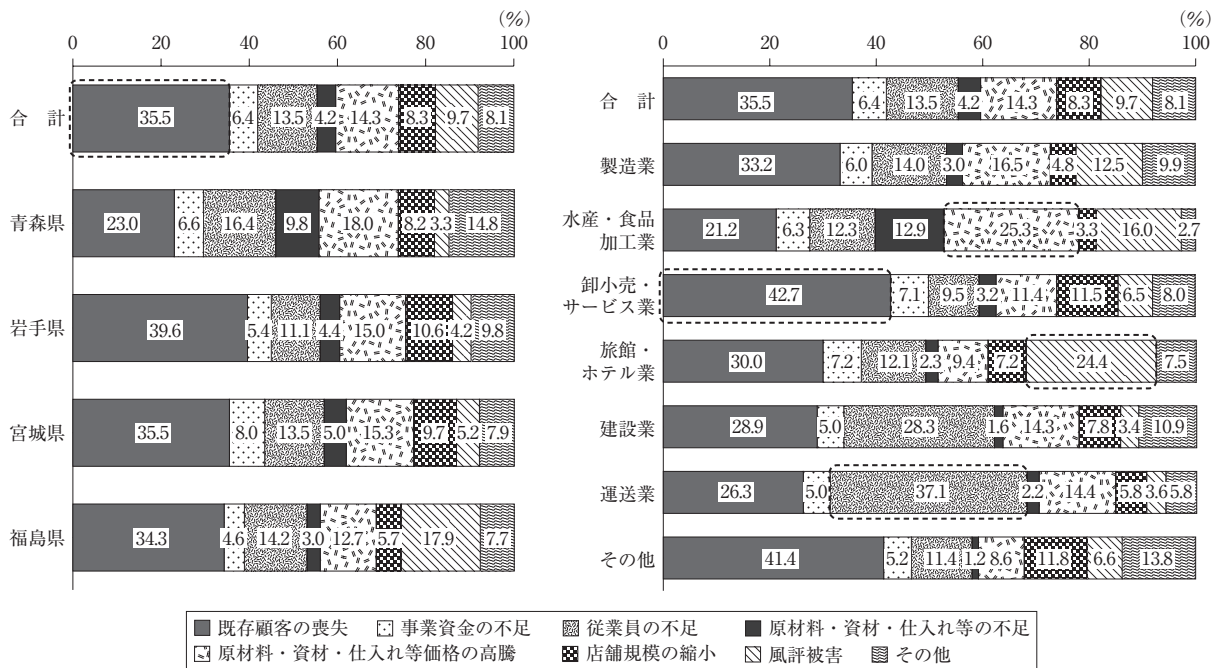 (%)
0 20 40 60 80 100
合　計 35.5 6.4 13.5 4.2 14.3 8.3 9.7 8.1
青森県 23.0 6.6 16.4 9.8 18.0 8.2 3.3 14.8
岩手県 39.6 5.4 11.1 4.4 15.0 10.6 4.2 9.8
宮城県 35.5 8.0 13.5 5.0 15.3 9.7 5.2 7.9
福島県 34.3 4.6 14.2 3.0 12.7 5.7 17.9 7.7
(%)
0 20 40 60 80 100
合　計 35.5 6.4 13.5 4.2 14.3 8.3 9.7 8.1
製造業 33.2 6.0 14.0 3.0 16.5 4.8 12.5 9.9
水産・食品
加工業 21.2 6.3 12.3 12.9 25.3 3.3 16.0 2.7
卸小売・
サービス業 42.7 7.1 9.5 3.2 11.4 11.5 6.5 8.0
旅館・
ホテル業 30.0 7.2 12.1 2.3 9.4 7.2 24.4 7.5
建設業 28.9 5.0 28.3 1.6 14.3 7.8 3.4 10.9
運送業 26.3 5.0 37.1 2.2 14.4 5.8 3.6 5.8
その他 41.4 5.2 11.4 1.2 8.6 11.8 6.6 13.8
既存顧客の喪失 事業資金の不足 従業員の不足 原材料・資材・仕入れ等の不足
原材料・資材・仕入れ等価格の高騰 店舗規模の縮小 風評被害 その他